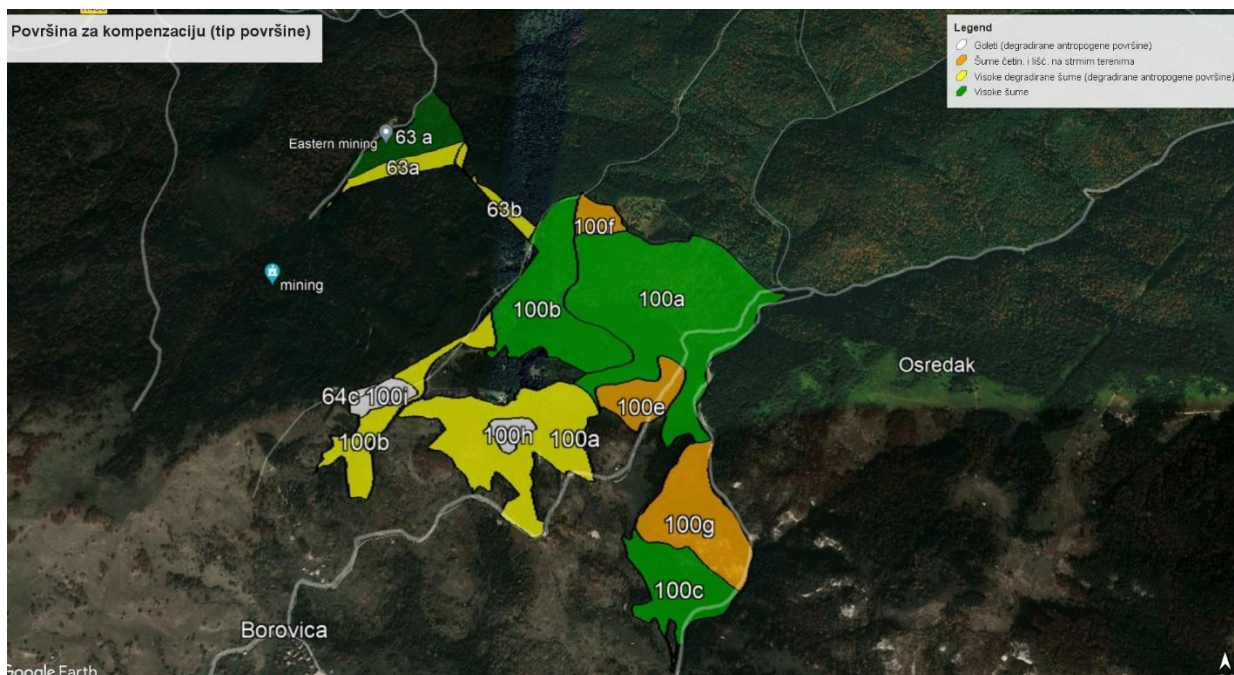 Površina za kompenzaciju (tip površine)
Legend
Goleti (degradirane antropogene površine)
Šume četin. i lišć. na strmim terenima
Visoke degradirane šume (degradirane antropogene površine)
Visoke šume
Eastern mining
63 a
63a
63b
100f
mining
100b
100a
Osredak
64c 100i
100e
100b
100h
100a
100g
100c
Borovica
Google Earth